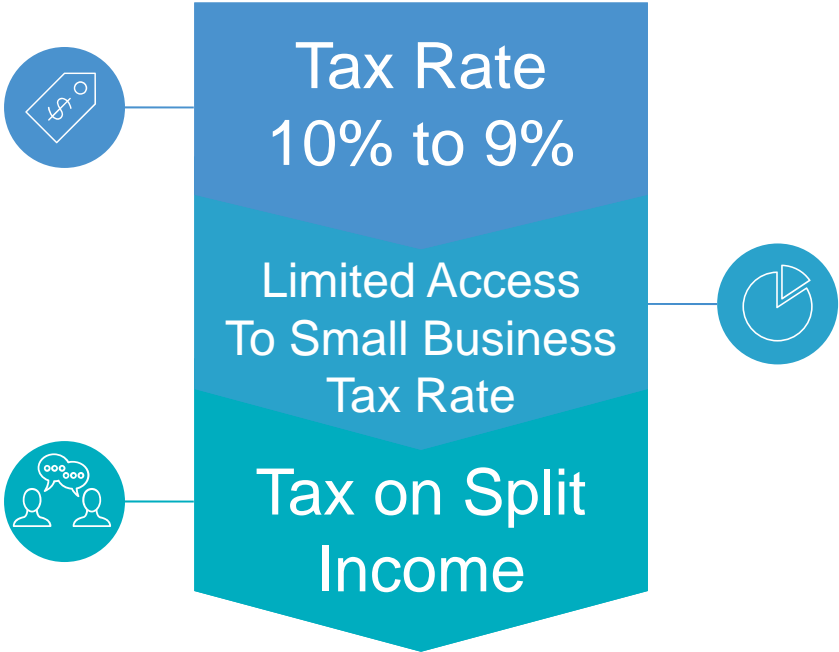 Tax Rate
10% to 9%
Limited Access
To Small Business
Tax Rate
Tax on Split
Income
$